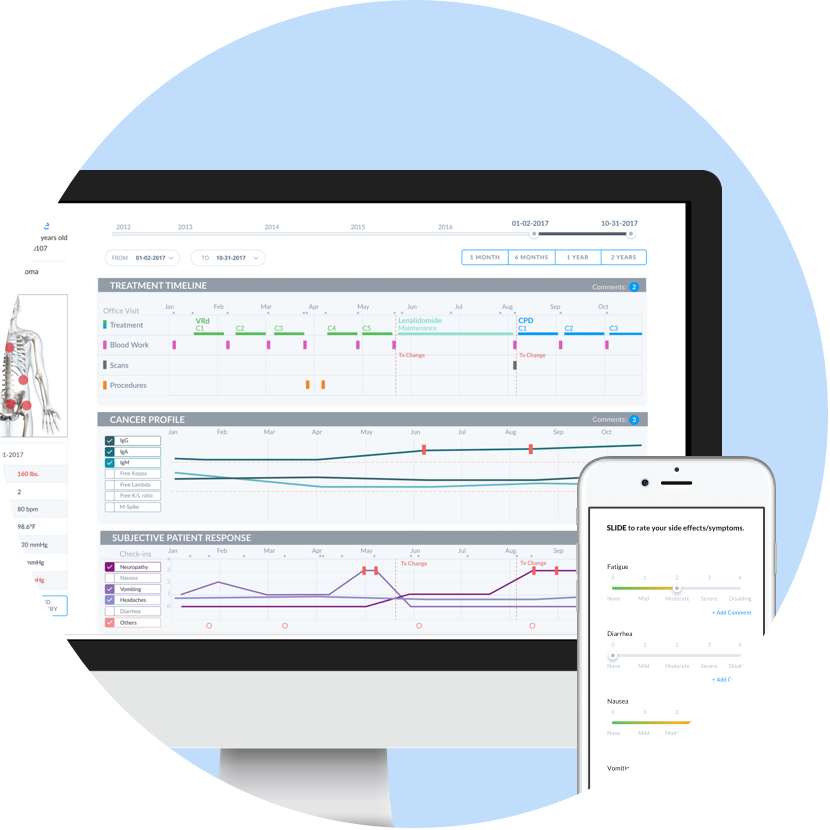 years old
/107
oma
31-2017
160 lbs.
2
80 bpm
98.6°F
20 mmHg
mmHg
2012 2013 2014 2015 2016 01-02-2017 10-31-2017
FROM 01-02-2017 TO 10-31-2017 1 MONTH 6 MONTHS 1 YEAR 2 YEARS
TREATMENT TIMELINE Comments: 2
Jan Feb Mar Apr May Jun Jul Aug Sep Oct
Office Visit
VRd Lenalidomide CPD
Treatment C1 C2 C3 C4 C5 Maintenance C1 C2 C3
Blood Work
Tx Change Tx Change
Scans
Procedures
CANCER PROFILE Comments: 3
Jan Feb Mar Apr May Jun Jul Aug Sep Oct
IgG
IgA
IgM
Free Kappa
Free Lambda
Free K/L ratio
M-Spike
SUBJECTIVE PATIENT RESPONSE
Check-ins Jan Feb Mar Apr May Jun Jul Aug Sep
Tx Change Tx Change
Neuropathy
Nausea
Vomiting
Headaches
Diarrhea
Others
SLIDE to rate your side effects/symptoms.
Fatigue
0 1 2 3 4
None Mild Moderate Severe Disabling
+ Add Comment
Diarrhea
0 1 2 3 4
None Mild Moderate Severe Disa
+ Add C
Nausea
0 1 2
None Mild Mod
Vomiti